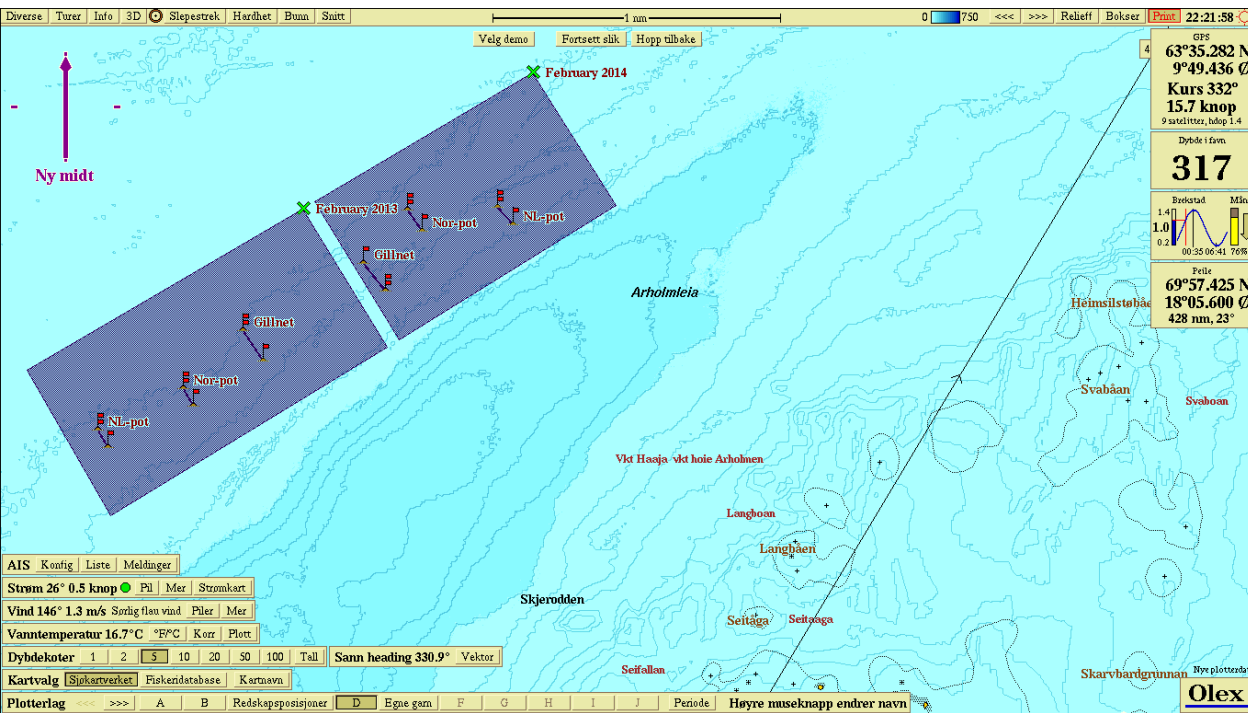 Diverse Turer Info 3D Slepestrek Hardhet Bunn Snitt 1 nm 0 750 <<< >>> Relieff Bokser Print 22:21:58
Velg demo Fortsett slik Hopp tilbake
GPS
63°35.282 N
9°49.436 Ø
Kurs 332°
15.7 knop
9 satelitter, hdop 1.4
4
February 2014
Ny midt
Dybde i favn
317
February 2013
Nor-pot
NL-pot
Gillnet
Brekstad Mån
1.4
1.0
0.2
00:35 06:41 76%
Peile
69°57.425 N
18°05.600 Ø
428 nm, 23°
Arholmleia
Heimsilstøbåe
Gillnet
Nor-pot
NL-pot
Svabåan
Svaboan
Vkt Haaja vkt hoie Arholmen
Langboan
Langbåen
AIS Konfig Liste Meldinger
Strøm 26° 0.5 knop Pil Mer Strømkart
Vind 146° 1.3 m/s Sørlig flau vind Piler Mer
Skjerodden
Seitåga
Seitaaga
Vanntemperatur 16.7°C °F/°C Korr Plott
Dybdekoter 1 2 5 10 20 50 100 Tall Sann heading 330.9° Vektor
Seifallan
Skarvbardgrunnan
Nye plotterda
Kartvalg Sjøkartverket Fiskeridatabase Kartnavn
Plotterlag <<< >>> A B Redskapsposisjoner D Egne garn F G H I J Periode Høyre museknapp endrer navn
Olex